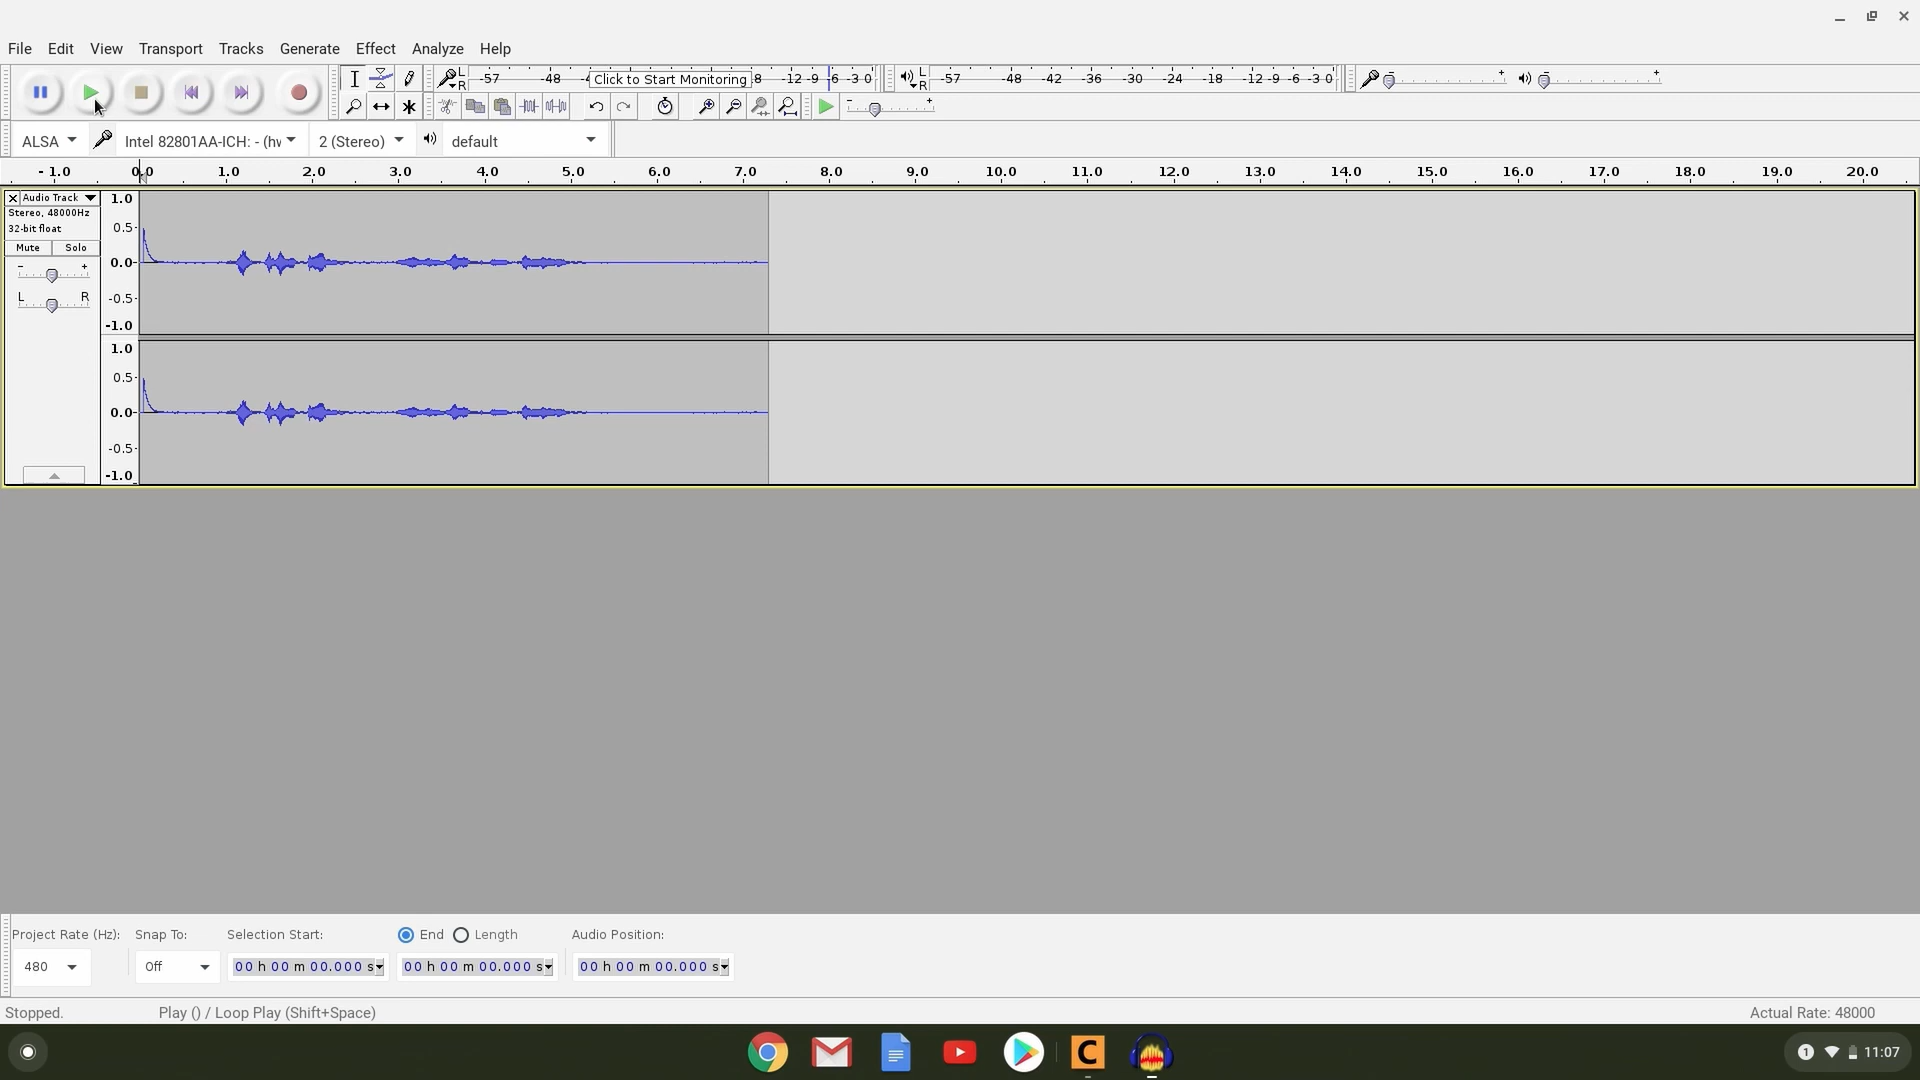 File Edit View Transport Tracks Generate Effect Analyze Help
L R -57 -48 -4 Click to Start Monitoring 8 -12 -9 -6 -3 0 L R -57 -48 -42 -36 -30 -24 -18 -12 -9 -6 -3 0 - + - +
- +
ALSA Intel 82801AA-ICH: - (hw 2 (Stereo) default
- 1.0 0.0 1.0 2.0 3.0 4.0 5.0 6.0 7.0 8.0 9.0 10.0 11.0 12.0 13.0 14.0 15.0 16.0 17.0 18.0 19.0 20.0
X Audio Track 1.0
Stereo, 48000Hz
32-bit float 0.5
Mute Solo
- + 0.0
L R -0.5
-1.0
1.0
0.5
0.0
-0.5
-1.0
Project Rate (Hz): Snap To: Selection Start: End Length Audio Position:
480 Off 00 h 00 m 00.000 s 00 h 00 m 00.000 s 00 h 00 m 00.000 s
Stopped. Play () / Loop Play (Shift+Space) Actual Rate: 48000
C 1 11:07